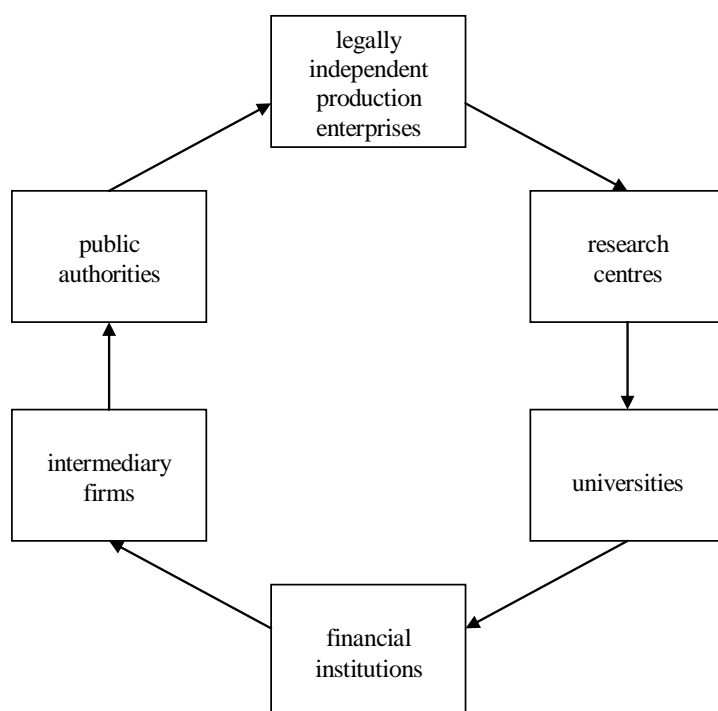 legally
independent
production
enterprises
public
authorities
research
centres
intermediary
firms
universities
financial
institutions